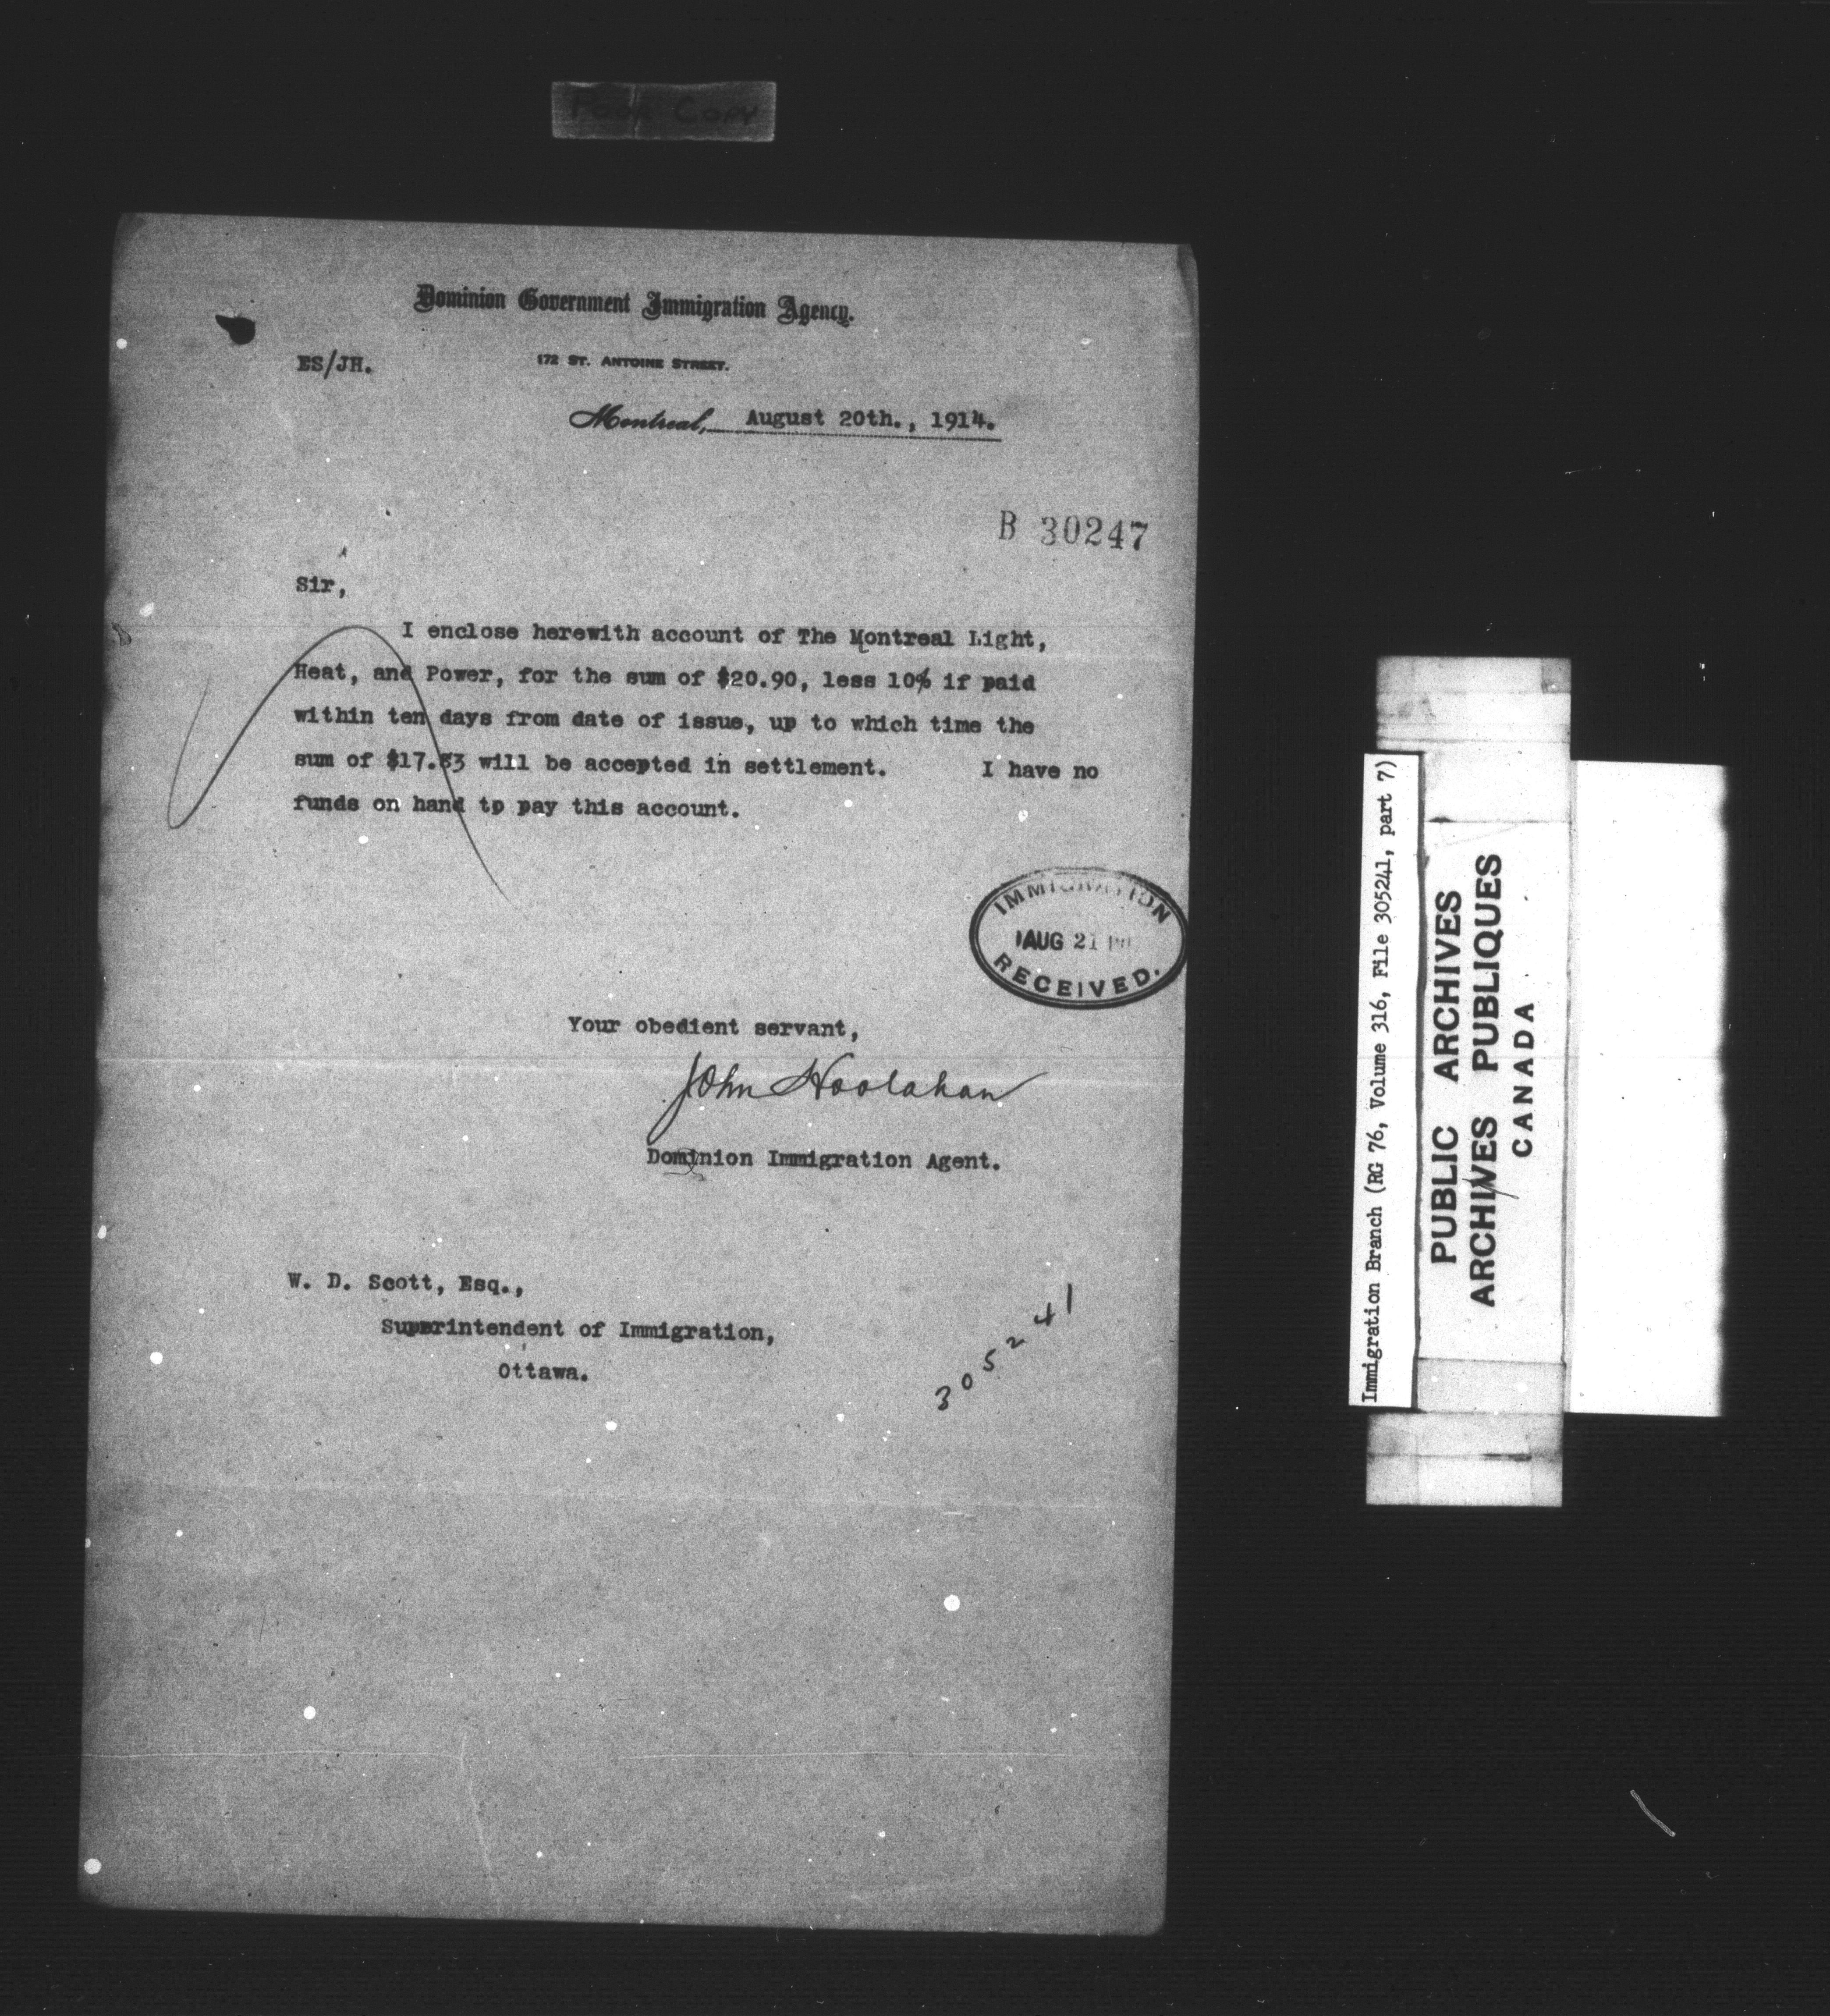 Poor Copy
Dominion Government Immigration Agency.
ES/JH.
172 ST. ANTOINE STREET.
Montreal, August 20th., 1914.
B 30247
Sir,
I enclose herewith account of The Montreal Light,
Heat, and Power, for the sum of $20.90, less 10% if paid
within ten days from date of issue, up to which time the
sum of $17.83 will be accepted in settlement. I have no
funds on hand to pay this account.
IMMIGRATION
AUG 21
RECEIVED.
Your obedient servant,
John Hoolahan
Dominion Immigration Agent.
W. D. Scott, Esq.,
Superintendent of Immigration,
Ottawa.
305241
Immigration Branch (RG 76, Volume 316, File 305241, part 7)
PUBLIC ARCHIVES
ARCHIVES PUBLIQUES
CANADA